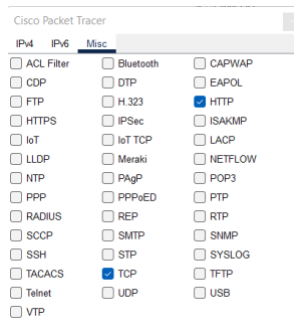 Cisco Packet Tracer
IPv4 IPv6 Misc
ACL Filter Bluetooth CAPWAP
CDP DTP EAPOL
FTP H.323 HTTP
HTTPS IPSec ISAKMP
IoT IoT TCP LACP
LLDP Meraki NETFLOW
NTP PAgP POP3
PPP PPPoED PTP
RADIUS REP RTP
SCCP SMTP SNMP
SSH STP SYSLOG
TACACS TCP TFTP
Telnet UDP USB
VTP